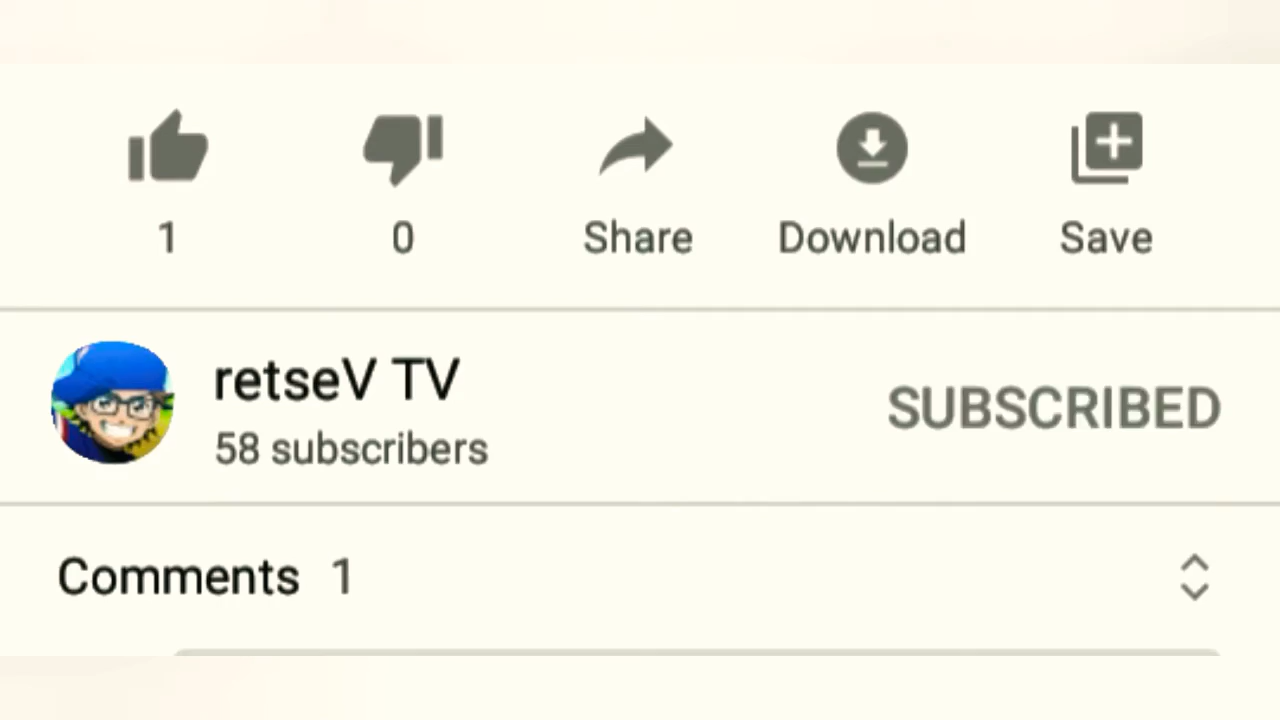 1 0 Share Download Save
retseV TV
58 subscribers
SUBSCRIBED
Comments 1